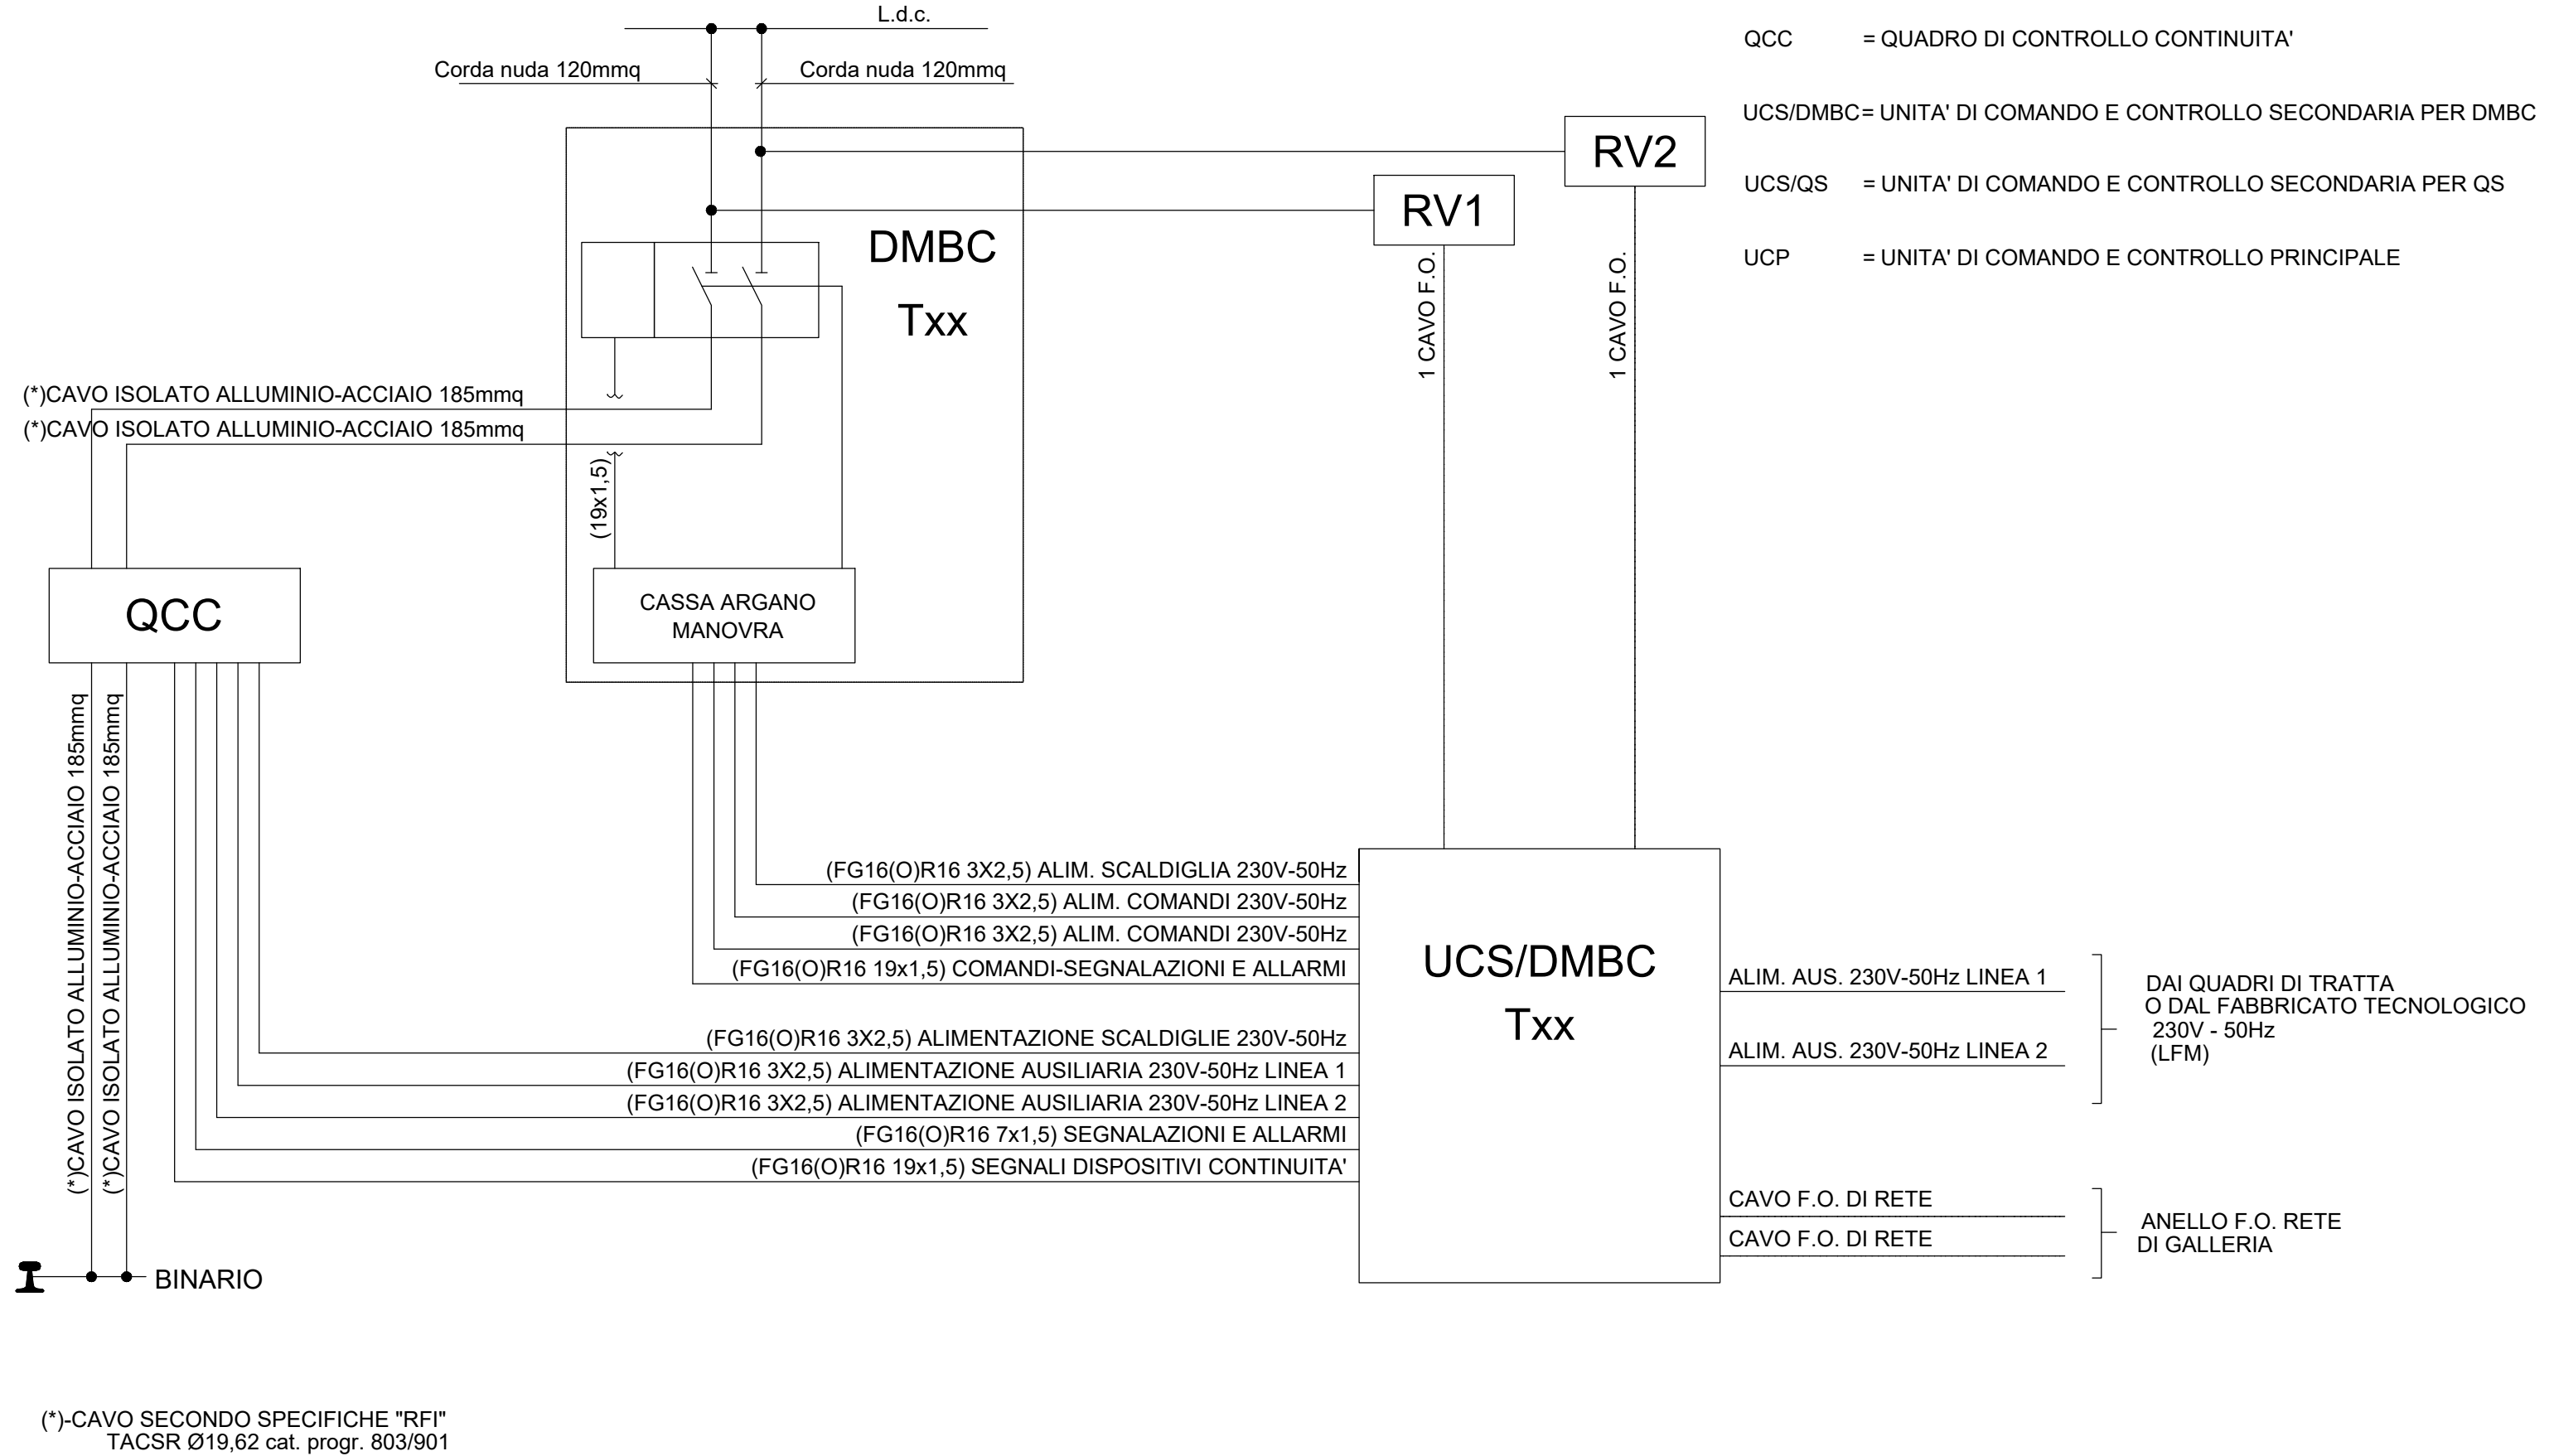 L.d.c.
Corda nuda 120mmq
Corda nuda 120mmq
QCC = QUADRO DI CONTROLLO CONTINUITA'
UCS/DMBC= UNITA' DI COMANDO E CONTROLLO SECONDARIA PER DMBC
UCS/QS = UNITA' DI COMANDO E CONTROLLO SECONDARIA PER QS
UCP = UNITA' DI COMANDO E CONTROLLO PRINCIPALE
RV2
RV1
DMBC
Txx
1 CAVO F.O.
1 CAVO F.O.
(*)CAVO ISOLATO ALLUMINIO-ACCIAIO 185mmq
(*)CAVO ISOLATO ALLUMINIO-ACCIAIO 185mmq
(19x1,5)
QCC
CASSA ARGANO
MANOVRA
(*)CAVO ISOLATO ALLUMINIO-ACCIAIO 185mmq
(*)CAVO ISOLATO ALLUMINIO-ACCIAIO 185mmq
(FG16(O)R16 3X2,5) ALIM. SCALDIGLIA 230V-50Hz
(FG16(O)R16 3X2,5) ALIM. COMANDI 230V-50Hz
(FG16(O)R16 3X2,5) ALIM. COMANDI 230V-50Hz
(FG16(O)R16 19x1,5) COMANDI-SEGNALAZIONI E ALLARMI
(FG16(O)R16 3X2,5) ALIMENTAZIONE SCALDIGLIE 230V-50Hz
(FG16(O)R16 3X2,5) ALIMENTAZIONE AUSILIARIA 230V-50Hz LINEA 1
(FG16(O)R16 3X2,5) ALIMENTAZIONE AUSILIARIA 230V-50Hz LINEA 2
(FG16(O)R16 7x1,5) SEGNALAZIONI E ALLARMI
(FG16(O)R16 19x1,5) SEGNALI DISPOSITIVI CONTINUITA'
UCS/DMBC
Txx
ALIM. AUS. 230V-50Hz LINEA 1
ALIM. AUS. 230V-50Hz LINEA 2
DAI QUADRI DI TRATTA
O DAL FABBRICATO TECNOLOGICO
230V - 50Hz
(LFM)
CAVO F.O. DI RETE
CAVO F.O. DI RETE
ANELLO F.O. RETE
DI GALLERIA
BINARIO
(*)-CAVO SECONDO SPECIFICHE "RFI"
TACSR Ø19,62 cat. progr. 803/901